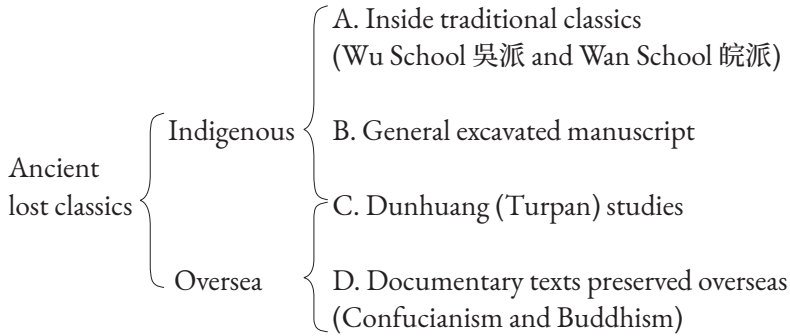 A. Inside traditional classics
(Wu School 吳派 and Wan School 皖派)
Indigenous
B. General excavated manuscript
Ancient
lost classics
C. Dunhuang (Turpan) studies
Oversea
D. Documentary texts preserved overseas
(Confucianism and Buddhism)